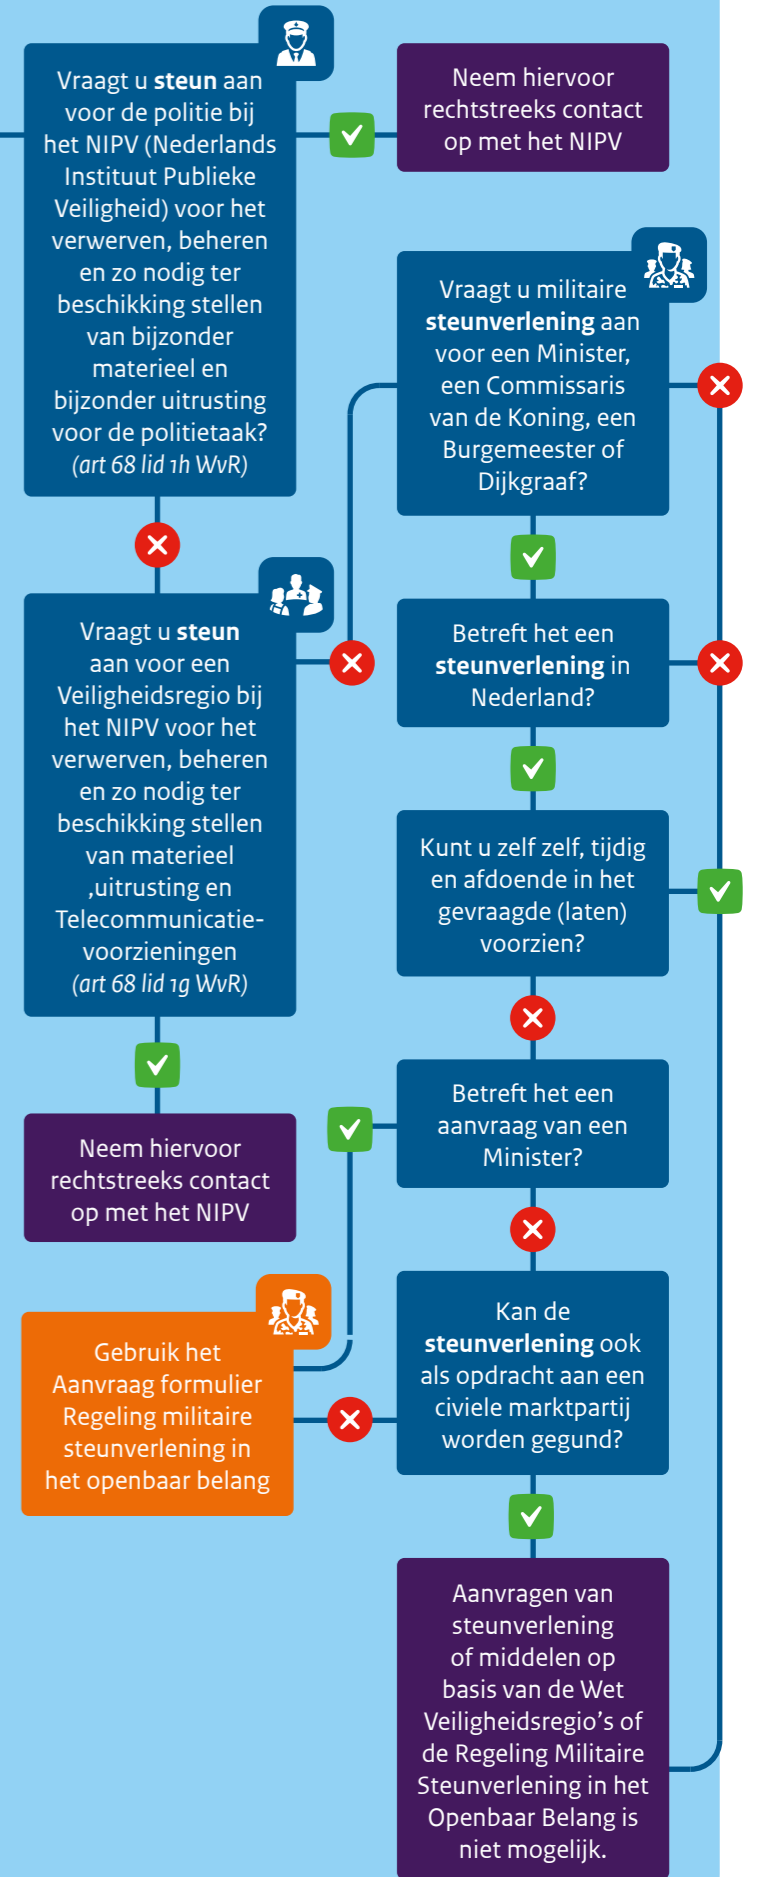 Vraagt u steun aan
voor de politie bij
het NIPV (Nederlands
Instituut Publieke
Veiligheid) voor het
verwerven, beheren
en zo nodig ter
beschikking stellen
van bijzonder
materieel en
bijzonder uitrusting
voor de politietaak?
(art 68 lid 1h WvR)
Neem hiervoor
rechtstreeks contact
op met het NIPV
Vraagt u steun
aan voor een
Veiligheidsregio bij
het NIPV voor het
verwerven, beheren
en zo nodig ter
beschikking stellen
van materieel
,uitrusting en
Telecommunicatie-
voorzieningen
(art 68 lid 1g WvR)
Neem hiervoor
rechtstreeks contact
op met het NIPV
Vraagt u militaire
steunverlening aan
voor een Minister,
een Commissaris
van de Koning, een
Burgemeester of
Dijkgraaf?
Betreft het een
steunverlening in
Nederland?
Kunt u zelf zelf, tijdig
en afdoende in het
gevraagde (laten)
voorzien?
Betreft het een
aanvraag van een
Minister?
Kan de
steunverlening ook
als opdracht aan een
civiele marktpartij
worden gegund?
Gebruik het
Aanvraag formulier
Regeling militaire
steunverlening in
het openbaar belang
Aanvragen van
steunverlening
of middelen op
basis van de Wet
Veiligheidsregio’s of
de Regeling Militaire
Steunverlening in het
Openbaar Belang is
niet mogelijk.